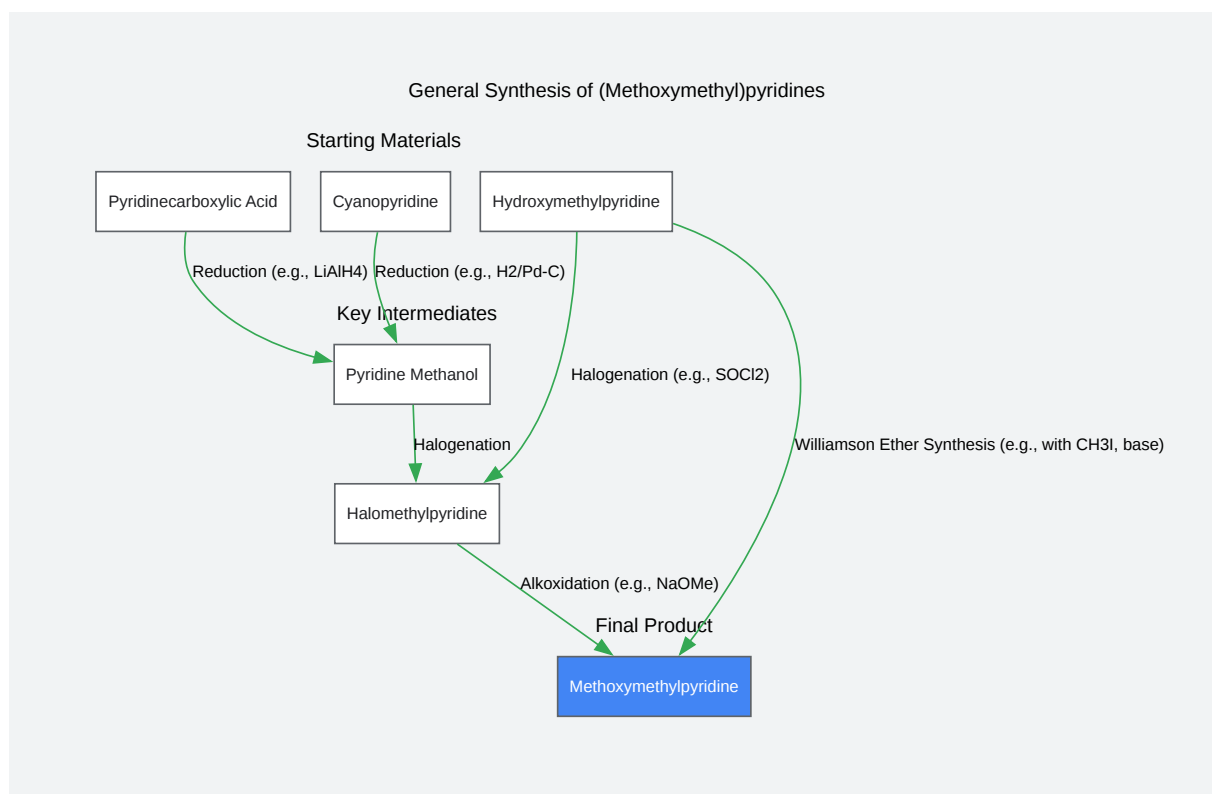 General Synthesis of (Methoxymethyl)pyridines
Starting Materials
Pyridinecarboxylic Acid
Cyanopyridine
Hydroxymethylpyridine
Reduction (e.g., LiAlH4)
Reduction (e.g., H2/Pd-C)
Key Intermediates
Pyridine Methanol
Halogenation (e.g., SOCl2)
Halogenation
Williamson Ether Synthesis (e.g., with CH3I, base)
Halomethylpyridine
Alkoxidation (e.g., NaOMe)
Final Product
Methoxymethylpyridine